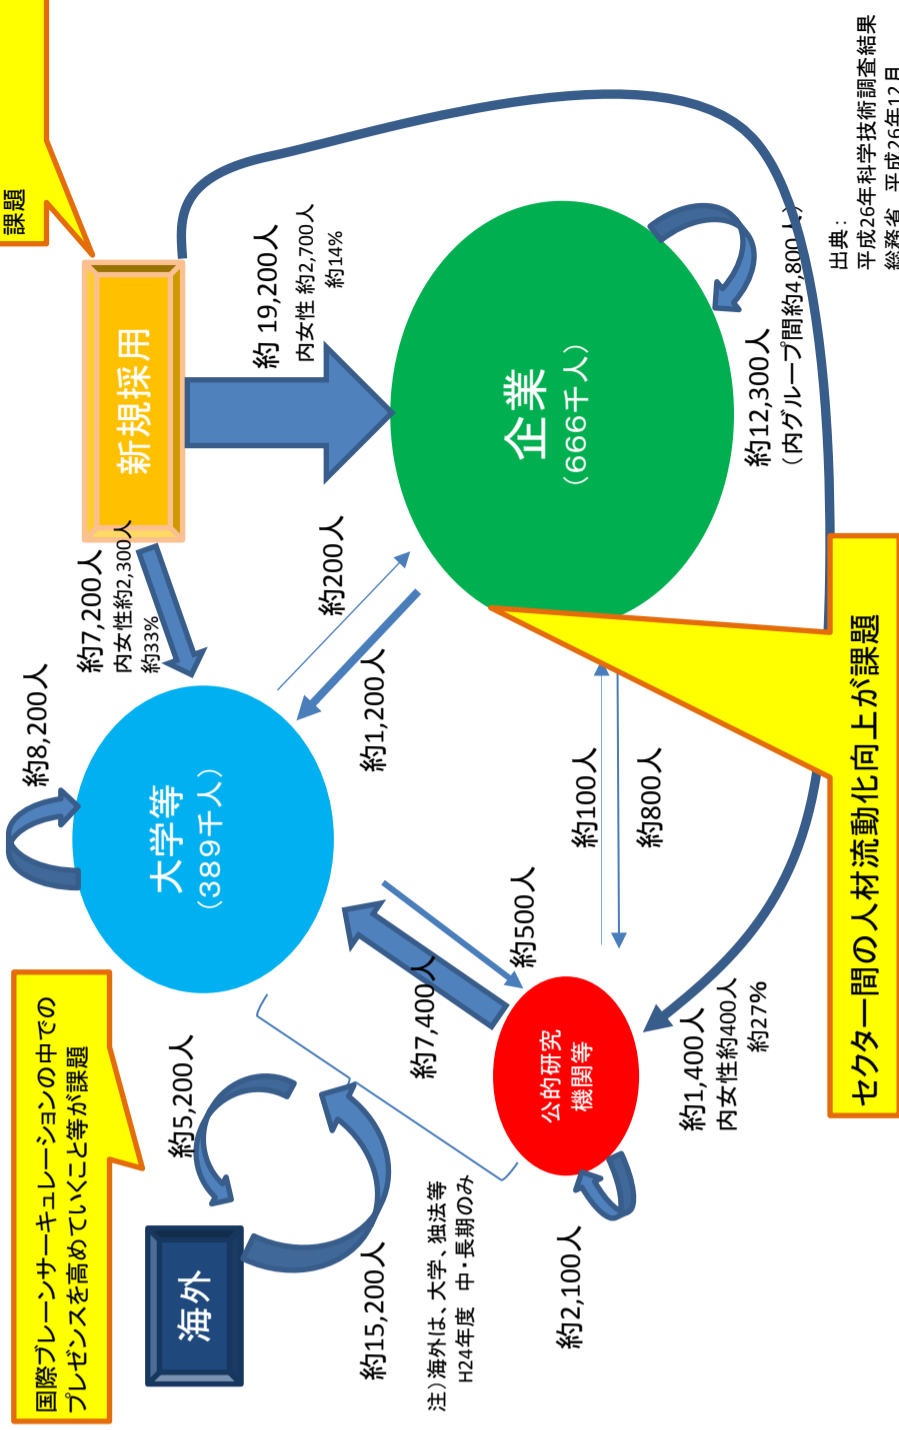 国際ブレーンサーキュレーションの中での
プレゼンスを高めていくこと等が課題
課題
海外
約5,200人
約15,200人
注）海外は、大学、独法等
H24年度　中・長期のみ
約8,200人
大学等
（389千人）
約7,200人
内女性約2,300人
約33%
新規採用
約 19,200人
内女性 約2,700人
約14%
約200人
約1,200人
企業
（666千人）
約12,300人
（内グループ間約4,800人）
約7,400人
約500人
約100人
約800人
公的研究
機関等
約2,100人
約1,400人
内女性約400人
約27%
セクター間の人材流動化向上が課題
出典：
平成26年科学技術調査結果
総務省　平成26年12月